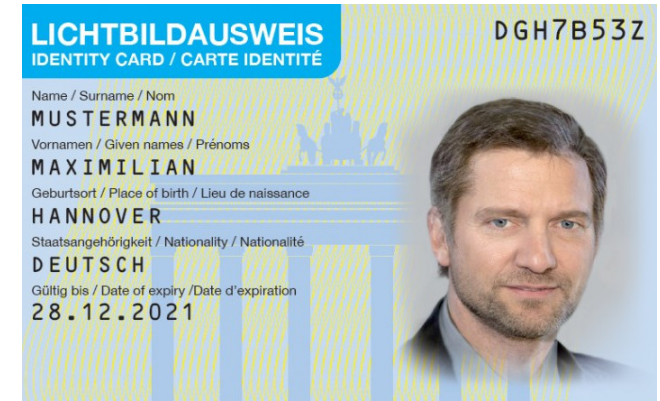 LICHTBILDAUSWEIS
IDENTITY CARD / CARTE IDENTITÉ
DGH7B53Z
Name / Surname / Nom
MUSTERMANN
Vornamen / Given names / Prénoms
MAXIMILIAN
Geburtsort / Place of birth / Lieu de naissance
HANNOVER
Staatsangehörigkeit / Nationality / Nationalité
DEUTSCH
Gültig bis / Date of expiry /Date d'expiration
28.12.2021